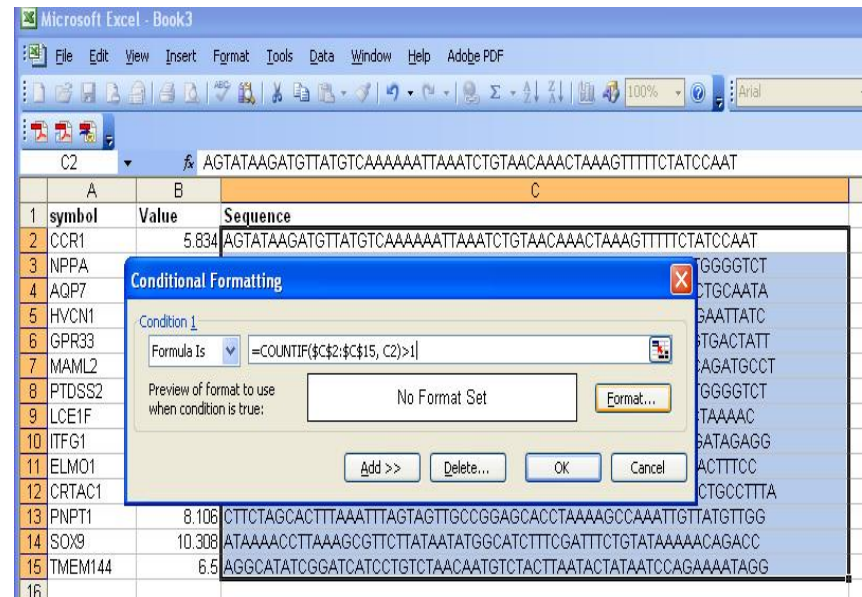 Microsoft Excel - Book3
File Edit View Insert Format Tools Data Window Help Adobe PDF
100% Arial
C2 fx AGTATAAGATGTTATGTCAAAAAATTAAATCTGTAACAAACTAAAGTTTTTCTATCCAAT
A B C
1 symbol Value Sequence
2 CCR1 5.834 AGTATAAGATGTTATGTCAAAAAATTAAATCTGTAACAAACTAAAGTTTTTCTATCCAAT
3 NPPA TGGGGTCT
4 AQP7 CTGCAATA
5 HVCN1 GAATTATC
6 GPR33 GTGACTATT
7 MAML2 CAGATGCCT
8 PTDSS2 TGGGGTCT
9 LCE1F CTAAAAC
10 ITFG1 GATAGAGG
11 ELMO1 ACTTTCC
12 CRTAC1 CTGCCTTTA
13 PNPT1 8.106 CTTCTAGCACTTTAAATTTAGTAGTTGCCGGAGCACCTAAAAGCCAAATTGTTATGTTGG
14 SOX9 10.308 ATAAAACCTTAAAGCGTTCTTATAATATGGCATCTTTCGATTTCTGTATAAAAACAGACC
15 TMEM144 6.5 AGGCATATCGGATCATCCTGTCTAACAATGTCTACTTAATACTATAATCCAGAAAATAGG
16
Conditional Formatting
Condition 1
Formula Is =COUNTIF($C$2:$C$15, C2)>1
Preview of format to use
when condition is true:
No Format Set
Format...
Add >> Delete... OK Cancel